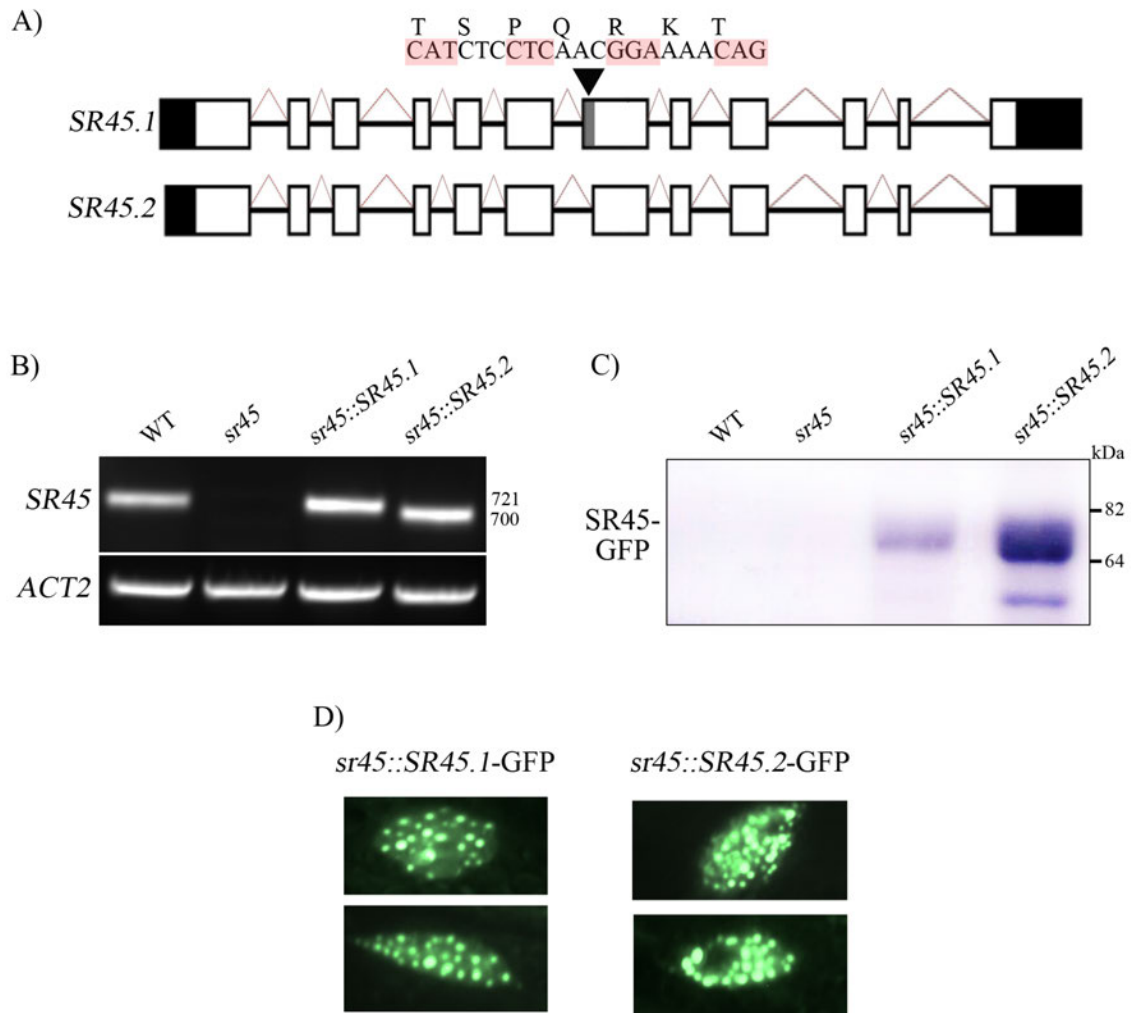 A)
T S P Q R K T
CATCTCCTCAACGGAAAACAG
SR45.1
SR45.2
B)
WT sr45 sr45::SR45.1 sr45::SR45.2
SR45
721
700
ACT2
C)
WT sr45 sr45::SR45.1 sr45::SR45.2
kDa
SR45-
GFP
82
64
D)
sr45::SR45.1-GFP sr45::SR45.2-GFP